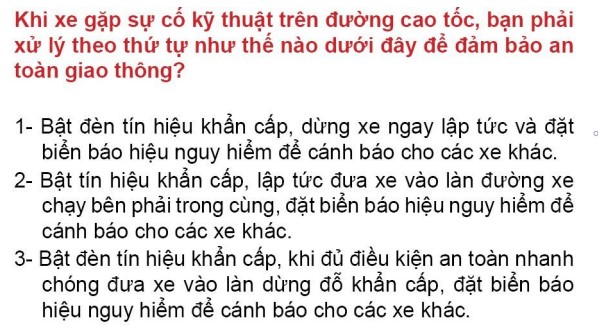 Khi xe gặp sự cố kỹ thuật trên đường cao tốc, bạn phải
xử lý theo thứ tự như thế nào dưới đây để đảm bảo an
toàn giao thông?
1- Bật đèn tín hiệu khẩn cấp, dừng xe ngay lập tức và đặt
biển báo hiệu nguy hiểm để cánh báo cho các xe khác.
2- Bật tín hiệu khẩn cấp, lập tức đưa xe vào làn đường xe
chạy bên phải trong cùng, đặt biển báo hiệu nguy hiểm để
cánh báo cho các xe khác.
3- Bật đèn tín hiệu khẩn cấp, khi đủ điều kiện an toàn nhanh
chóng đưa xe vào làn dừng đỗ khẩn cấp, đặt biển báo
hiệu nguy hiểm để cảnh báo cho các xe khác.